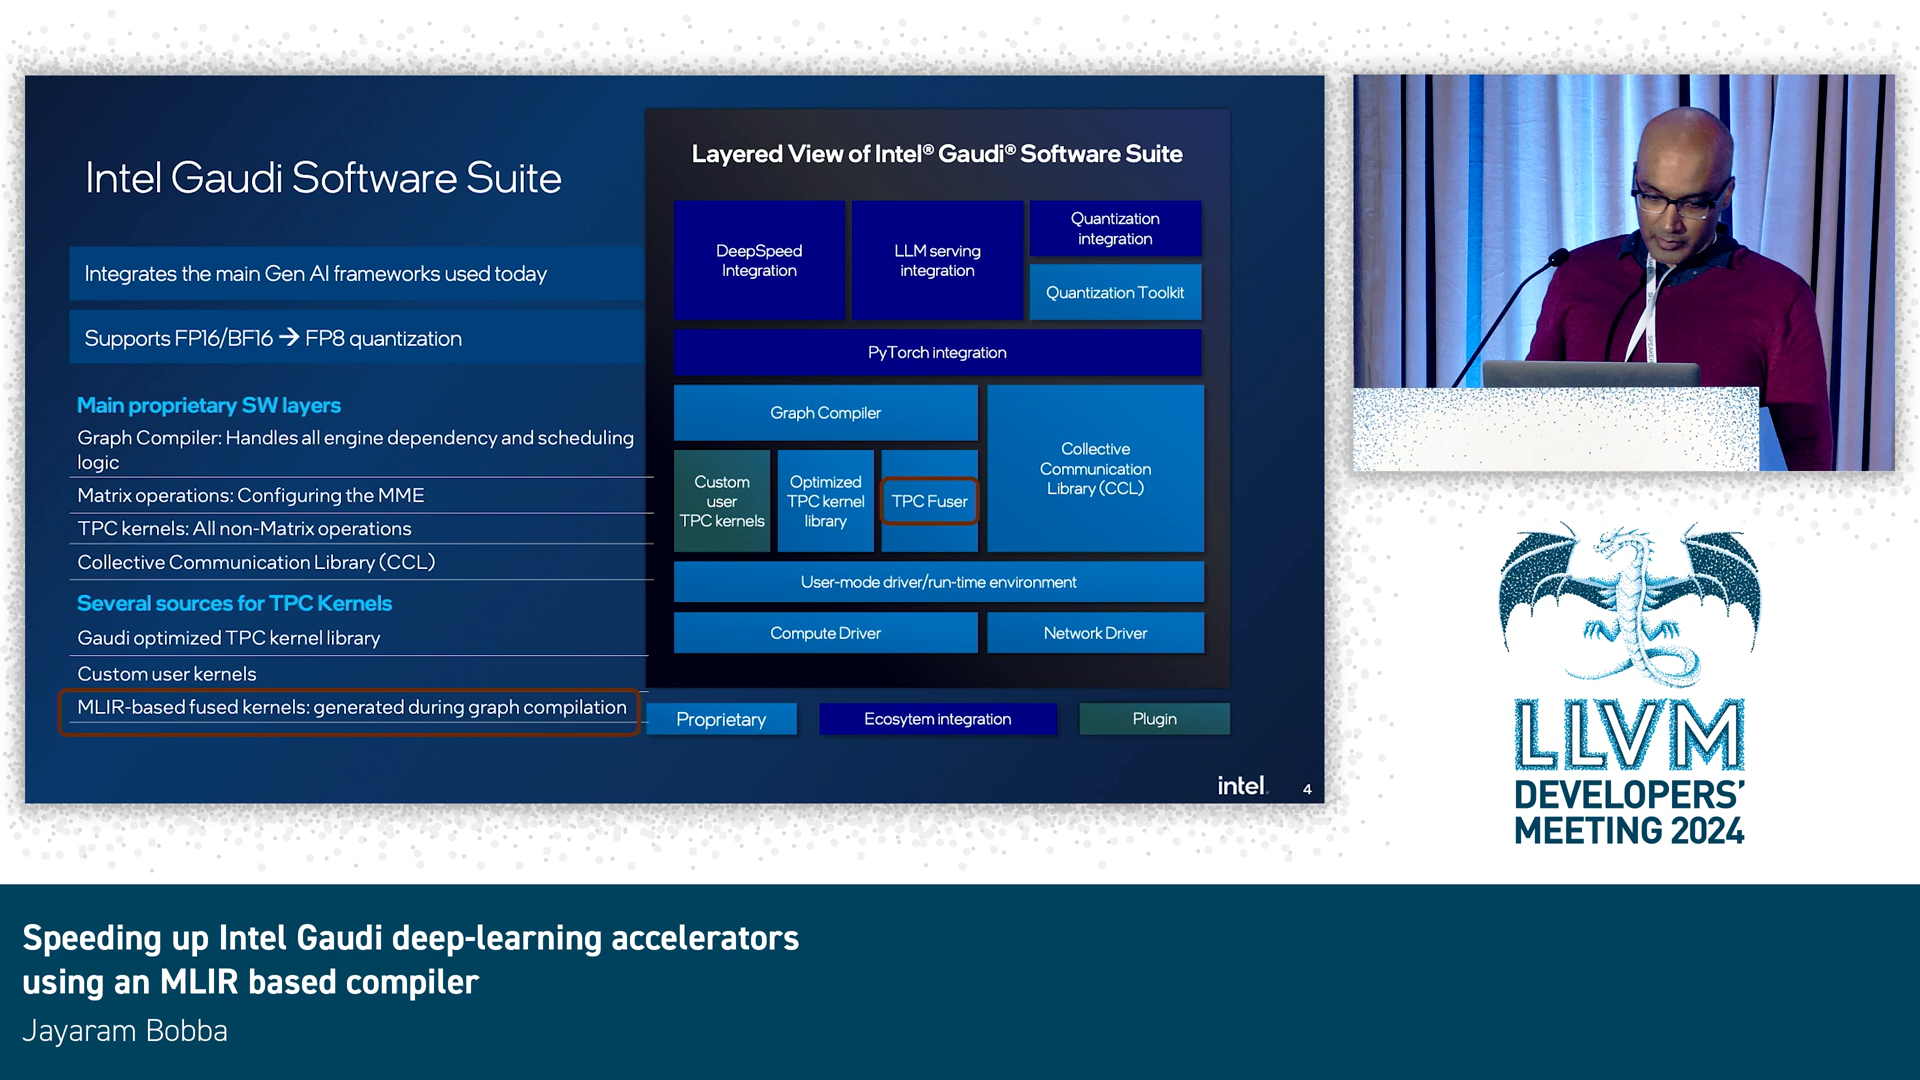 Intel Gaudi Software Suite
Integrates the main Gen AI frameworks used today
Supports FP16/BF16 → FP8 quantization
Main proprietary SW layers
Graph Compiler: Handles all engine dependency and scheduling
logic
Matrix operations: Configuring the MME
TPC kernels: All non-Matrix operations
Collective Communication Library (CCL)
Several sources for TPC Kernels
Gaudi optimized TPC kernel library
Custom user kernels
MLIR-based fused kernels: generated during graph compilation
Layered View of Intel® Gaudi® Software Suite
DeepSpeed
Integration
LLM serving
integration
Quantization
integration
Quantization Toolkit
PyTorch integration
Graph Compiler
Custom
user
TPC kernels
Optimized
TPC kernel
library
TPC Fuser
Collective
Communication
Library (CCL)
User-mode driver/run-time environment
Compute Driver
Network Driver
Proprietary
Ecosytem integration
Plugin
intel.
4
LLVM
DEVELOPERS'
MEETING 2024
Speeding up Intel Gaudi deep-learning accelerators
using an MLIR based compiler
Jayaram Bobba